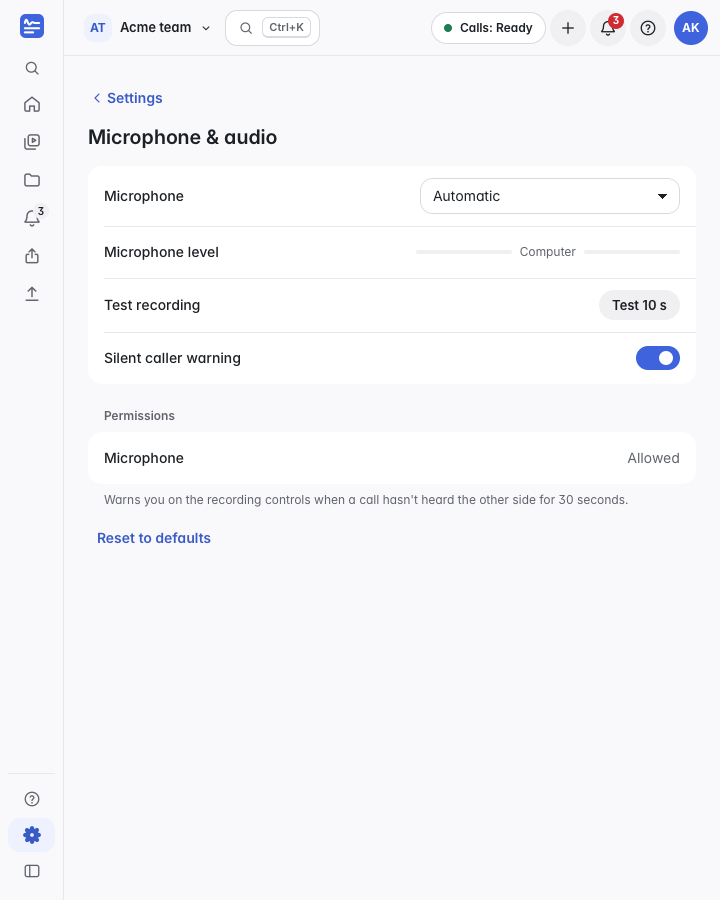 AT Acme team Ctrl+K Calls: Ready 3 AK
3
Settings
Microphone & audio
Microphone Automatic
Microphone level Computer
Test recording Test 10 s
Silent caller warning
Permissions
Microphone Allowed
Warns you on the recording controls when a call hasn't heard the other side for 30 seconds.
Reset to defaults